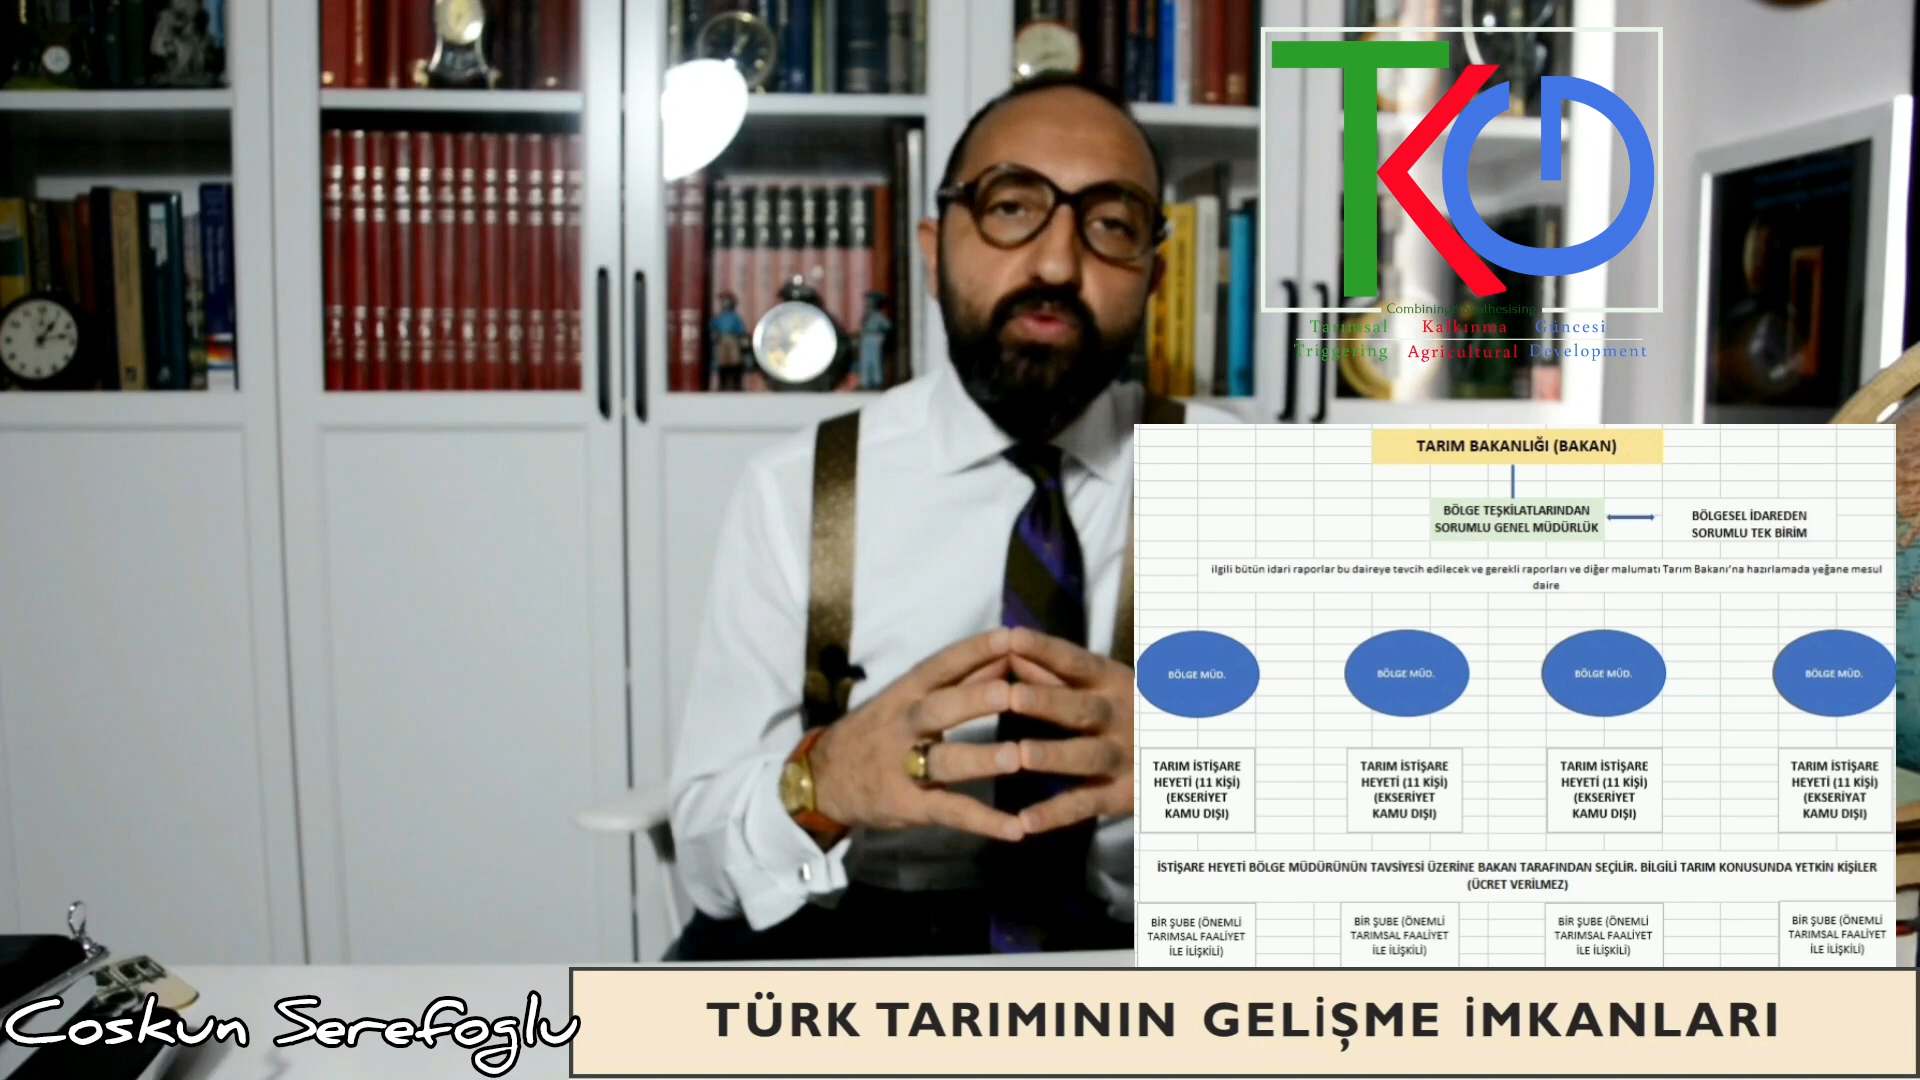 TKG
Combining&Synthesising
Tarımsal Kalkınma Güncesi
Triggering Agricultural Development
TARIM BAKANLIĞI (BAKAN)
BÖLGE TEŞKİLATLARINDAN
SORUMLU GENEL MÜDÜRLÜK
BÖLGESEL İDAREDEN
SORUMLU TEK BİRİM
ilgili bütün idari raporlar bu daireye tevcih edilecek ve gerekli raporları ve diğer malumatı Tarım Bakanı'na hazırlamada yegane mesul
daire
BÖLGE MÜD. BÖLGE MÜD. BÖLGE MÜD. BÖLGE MÜD.
TARIM İSTİŞARE
HEYETİ (11 KİŞİ)
(EKSERİYET
KAMU DIŞI)
TARIM İSTİŞARE
HEYETİ (11 KİŞİ)
(EKSERİYET
KAMU DIŞI)
TARIM İSTİŞARE
HEYETİ (11 KİŞİ)
(EKSERİYET
KAMU DIŞI)
TARIM İSTİŞARE
HEYETİ (11 KİŞİ)
(EKSERİYAT
KAMU DIŞI)
İSTİŞARE HEYETİ BÖLGE MÜDÜRÜNÜN TAVSİYESİ ÜZERİNE BAKAN TARAFINDAN SEÇİLİR. BİLGİLİ TARIM KONUSUNDA YETKİN KİŞİLER
(ÜCRET VERİLMEZ)
BİR ŞUBE (ÖNEMLİ
TARIMSAL FAALİYET
İLE İLİŞKİLİ)
BİR ŞUBE (ÖNEMLİ
TARIMSAL FAALİYET
İLE İLİŞKİLİ)
BİR ŞUBE (ÖNEMLİ
TARIMSAL FAALİYET
İLE İLİŞKİLİ)
BİR ŞUBE (ÖNEMLİ
TARIMSAL FAALİYET
İLE İLİŞKİLİ)
Coskun Serefoglu
TÜRK TARIMININ GELİŞME İMKANLARI